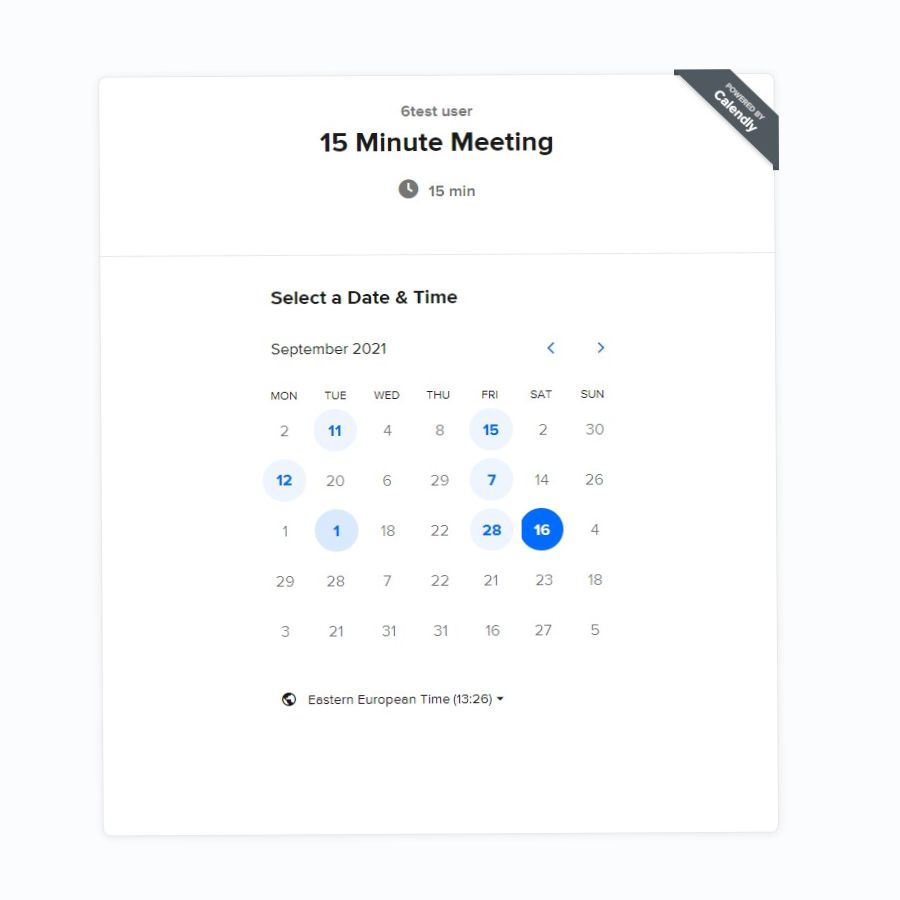 POWERED BY
Calendly
6test user
15 Minute Meeting
15 min
Select a Date & Time
September 2021
MON TUE WED THU FRI SAT SUN
2 11 4 8 15 2 30
12 20 6 29 7 14 26
1 1 18 22 28 16 4
29 28 7 22 21 23 18
3 21 31 31 16 27 5
Eastern European Time (13:26)